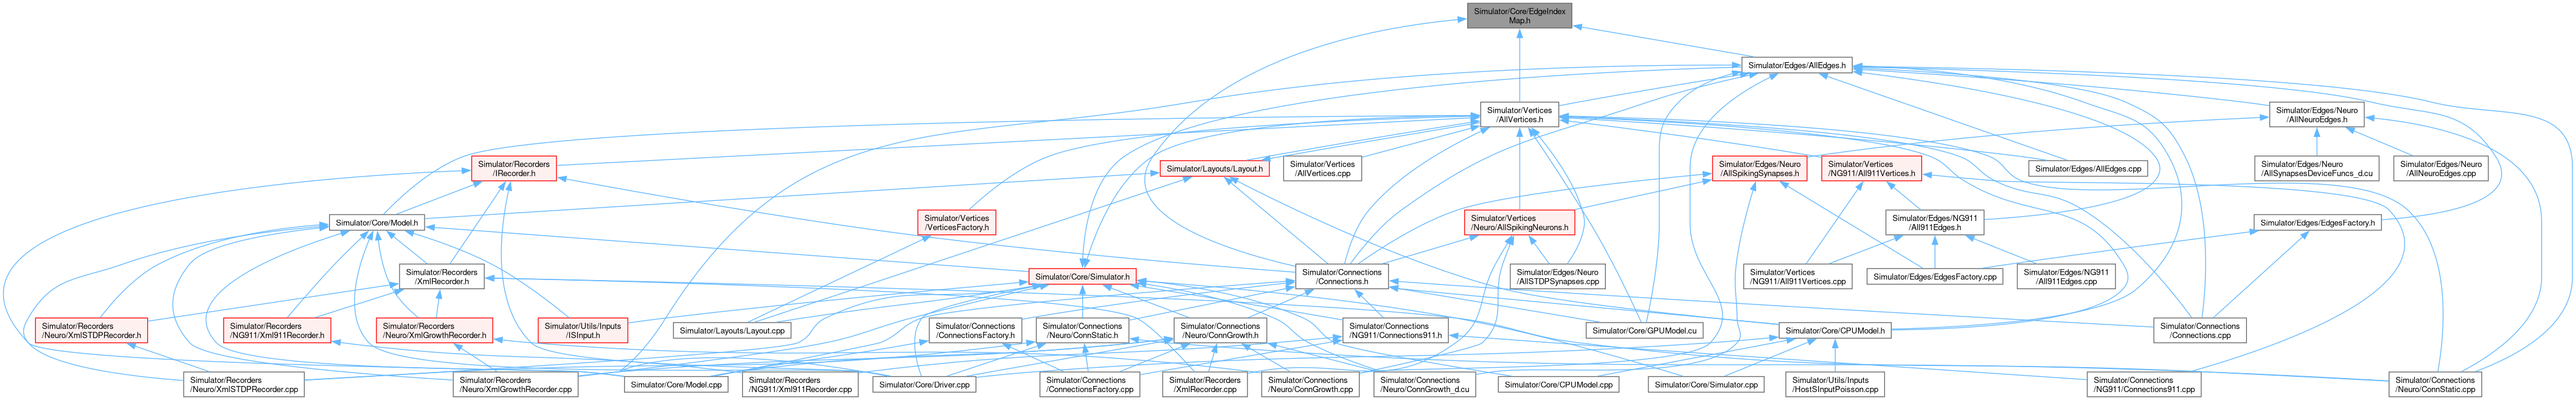 Simulator/Core/EdgeIndex
Map.h
Simulator/Edges/AllEdges.h
Simulator/Vertices
/AllVertices.h
Simulator/Edges/Neuro
/AllNeuroEdges.h
Simulator/Recorders
/IRecorder.h
Simulator/Layouts/Layout.h
Simulator/Vertices
/AllVertices.cpp
Simulator/Edges/Neuro
/AllSpikingSynapses.h
Simulator/Vertices
NG911/All911Vertices.h
Simulator/Edges/AllEdges.cpp
Simulator/Edges/Neuro
/AllSynapsesDeviceFuncs_d.cu
Simulator/Edges/Neuro
/AllNeuroEdges.cpp
Simulator/Core/Model.h
Simulator/Vertices
/VerticesFactory.h
Simulator/Vertices
Neuro/AllSpikingNeurons.h
Simulator/Edges/NG911
/All911Edges.h
Simulator/Edges/EdgesFactory.h
Simulator/Recorders
/XmlRecorder.h
Simulator/Core/Simulator.h
Simulator/Connections
/Connections.h
Simulator/Edges/Neuro
/AllSTDPSynapses.cpp
Simulator/Vertices
/NG911/All911Vertices.cpp
Simulator/Edges/EdgesFactory.cpp
Simulator/Edges/NG911
/All911Edges.cpp
Simulator/Recorders
/Neuro/XmlSTDPRecorder.h
Simulator/Recorders
/NG911/Xml911Recorder.h
Simulator/Recorders
/Neuro/XmlGrowthRecorder.h
Simulator/Utils/Inputs
/ISInput.h
Simulator/Layouts/Layout.cpp
Simulator/Connections
/ConnectionsFactory.h
Simulator/Connections
/Neuro/ConnStatic.h
Simulator/Connections
/Neuro/ConnGrowth.h
Simulator/Connections
/NG911/Connections911.h
Simulator/Core/GPUModel.cu
Simulator/Core/CPUModel.h
Simulator/Connections
/Connections.cpp
Simulator/Recorders
/Neuro/XmlSTDPRecorder.cpp
Simulator/Recorders
/Neuro/XmlGrowthRecorder.cpp
Simulator/Core/Model.cpp
Simulator/Recorders
/NG911/Xml911Recorder.cpp
Simulator/Core/Driver.cpp
Simulator/Connections
/ConnectionsFactory.cpp
Simulator/Recorders
/XmlRecorder.cpp
Simulator/Connections
/Neuro/ConnGrowth.cpp
Simulator/Connections
/Neuro/ConnGrowth_d.cu
Simulator/Core/CPUModel.cpp
Simulator/Core/Simulator.cpp
Simulator/Utils/Inputs
/HostSInputPoisson.cpp
Simulator/Connections
/NG911/Connections911.cpp
Simulator/Connections
/Neuro/ConnStatic.cpp